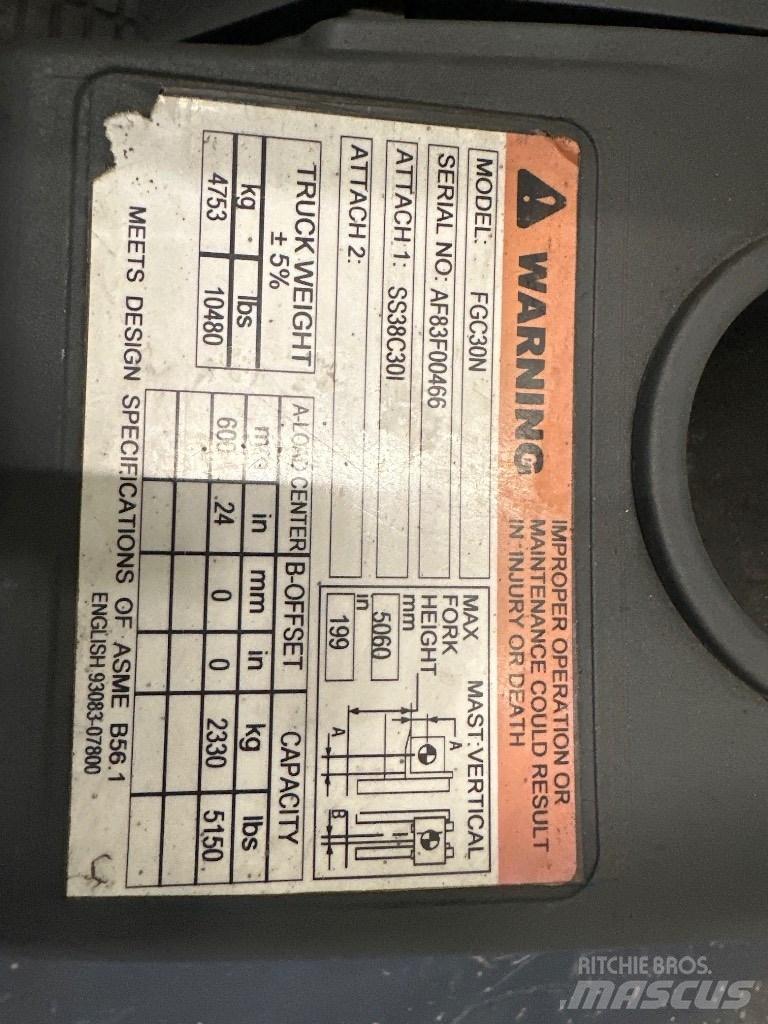 WARNING
IMPROPER OPERATION OR
MAINTENANCE COULD RESULT
IN INJURY OR DEATH
MODEL: FGC30N
SERIAL NO: AF83F00466
ATTACH 1: SS38C30I
ATTACH 2:
MAX MAST:VERTICAL
FORK
HEIGHT
mm
5060
in
199
A
A
B
TRUCK WEIGHT
± 5%
kg lbs
4753 10480
A-LOAD CENTER B-OFFSET CAPACITY
mm in mm in kg lbs
600 24 0 0 2330 5150
MEETS DESIGN SPECIFICATIONS OF ASME B56.1
ENGLISH 93083-07800
RITCHIE BROS.
MASCUS